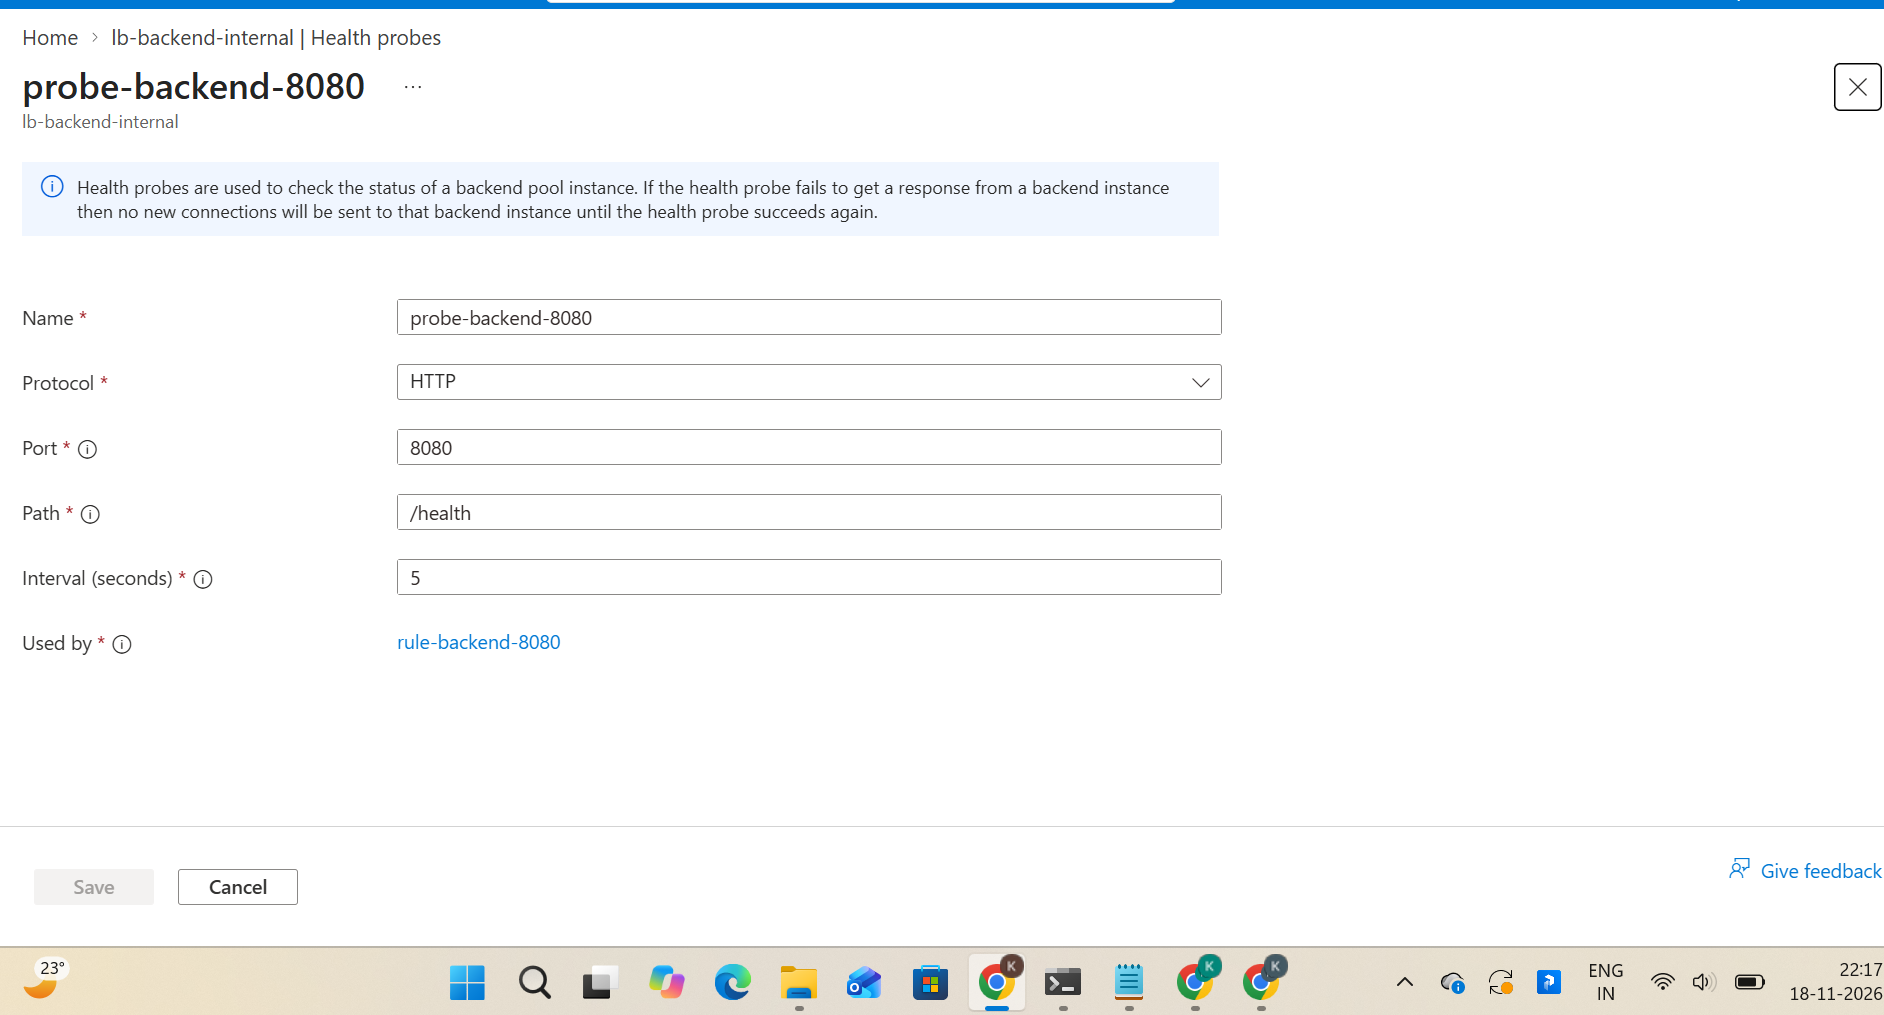 Home > lb-backend-internal | Health probes
probe-backend-8080 ...
lb-backend-internal
Health probes are used to check the status of a backend pool instance. If the health probe fails to get a response from a backend instance
then no new connections will be sent to that backend instance until the health probe succeeds again.
Name * probe-backend-8080
Protocol * HTTP
Port * 8080
Path * /health
Interval (seconds) * 5
Used by * rule-backend-8080
Save Cancel Give feedback
23°
K K K
ENG
IN
22:17
18-11-2026